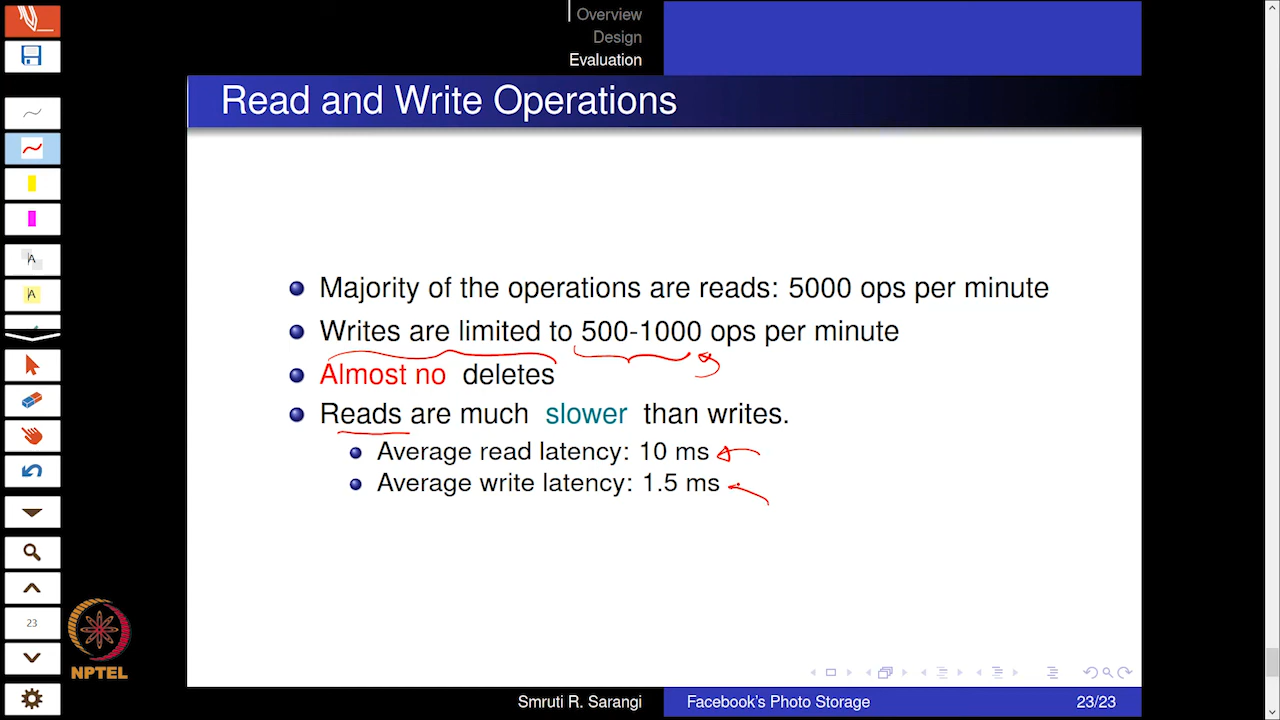 Overview
Design
Evaluation
Read and Write Operations
Majority of the operations are reads: 5000 ops per minute
Writes are limited to 500-1000 ops per minute
Almost no deletes
Reads are much slower than writes.
Average read latency: 10 ms
Average write latency: 1.5 ms
A
A
23
NPTEL
Smruti R. Sarangi Facebook's Photo Storage 23/23